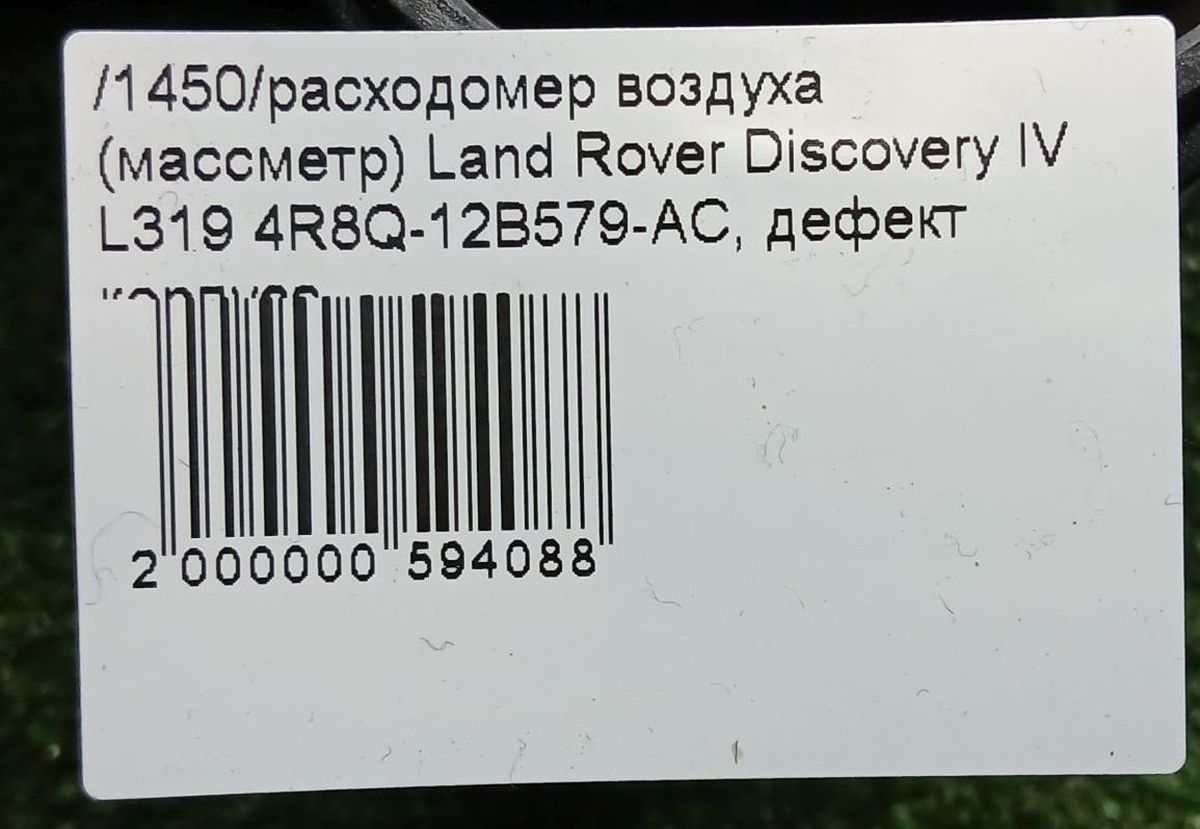 /1450/расходомер воздуха
(массметр) Land Rover Discovery IV
L319 4R8Q-12B579-AC, дефект
2 000000 594088